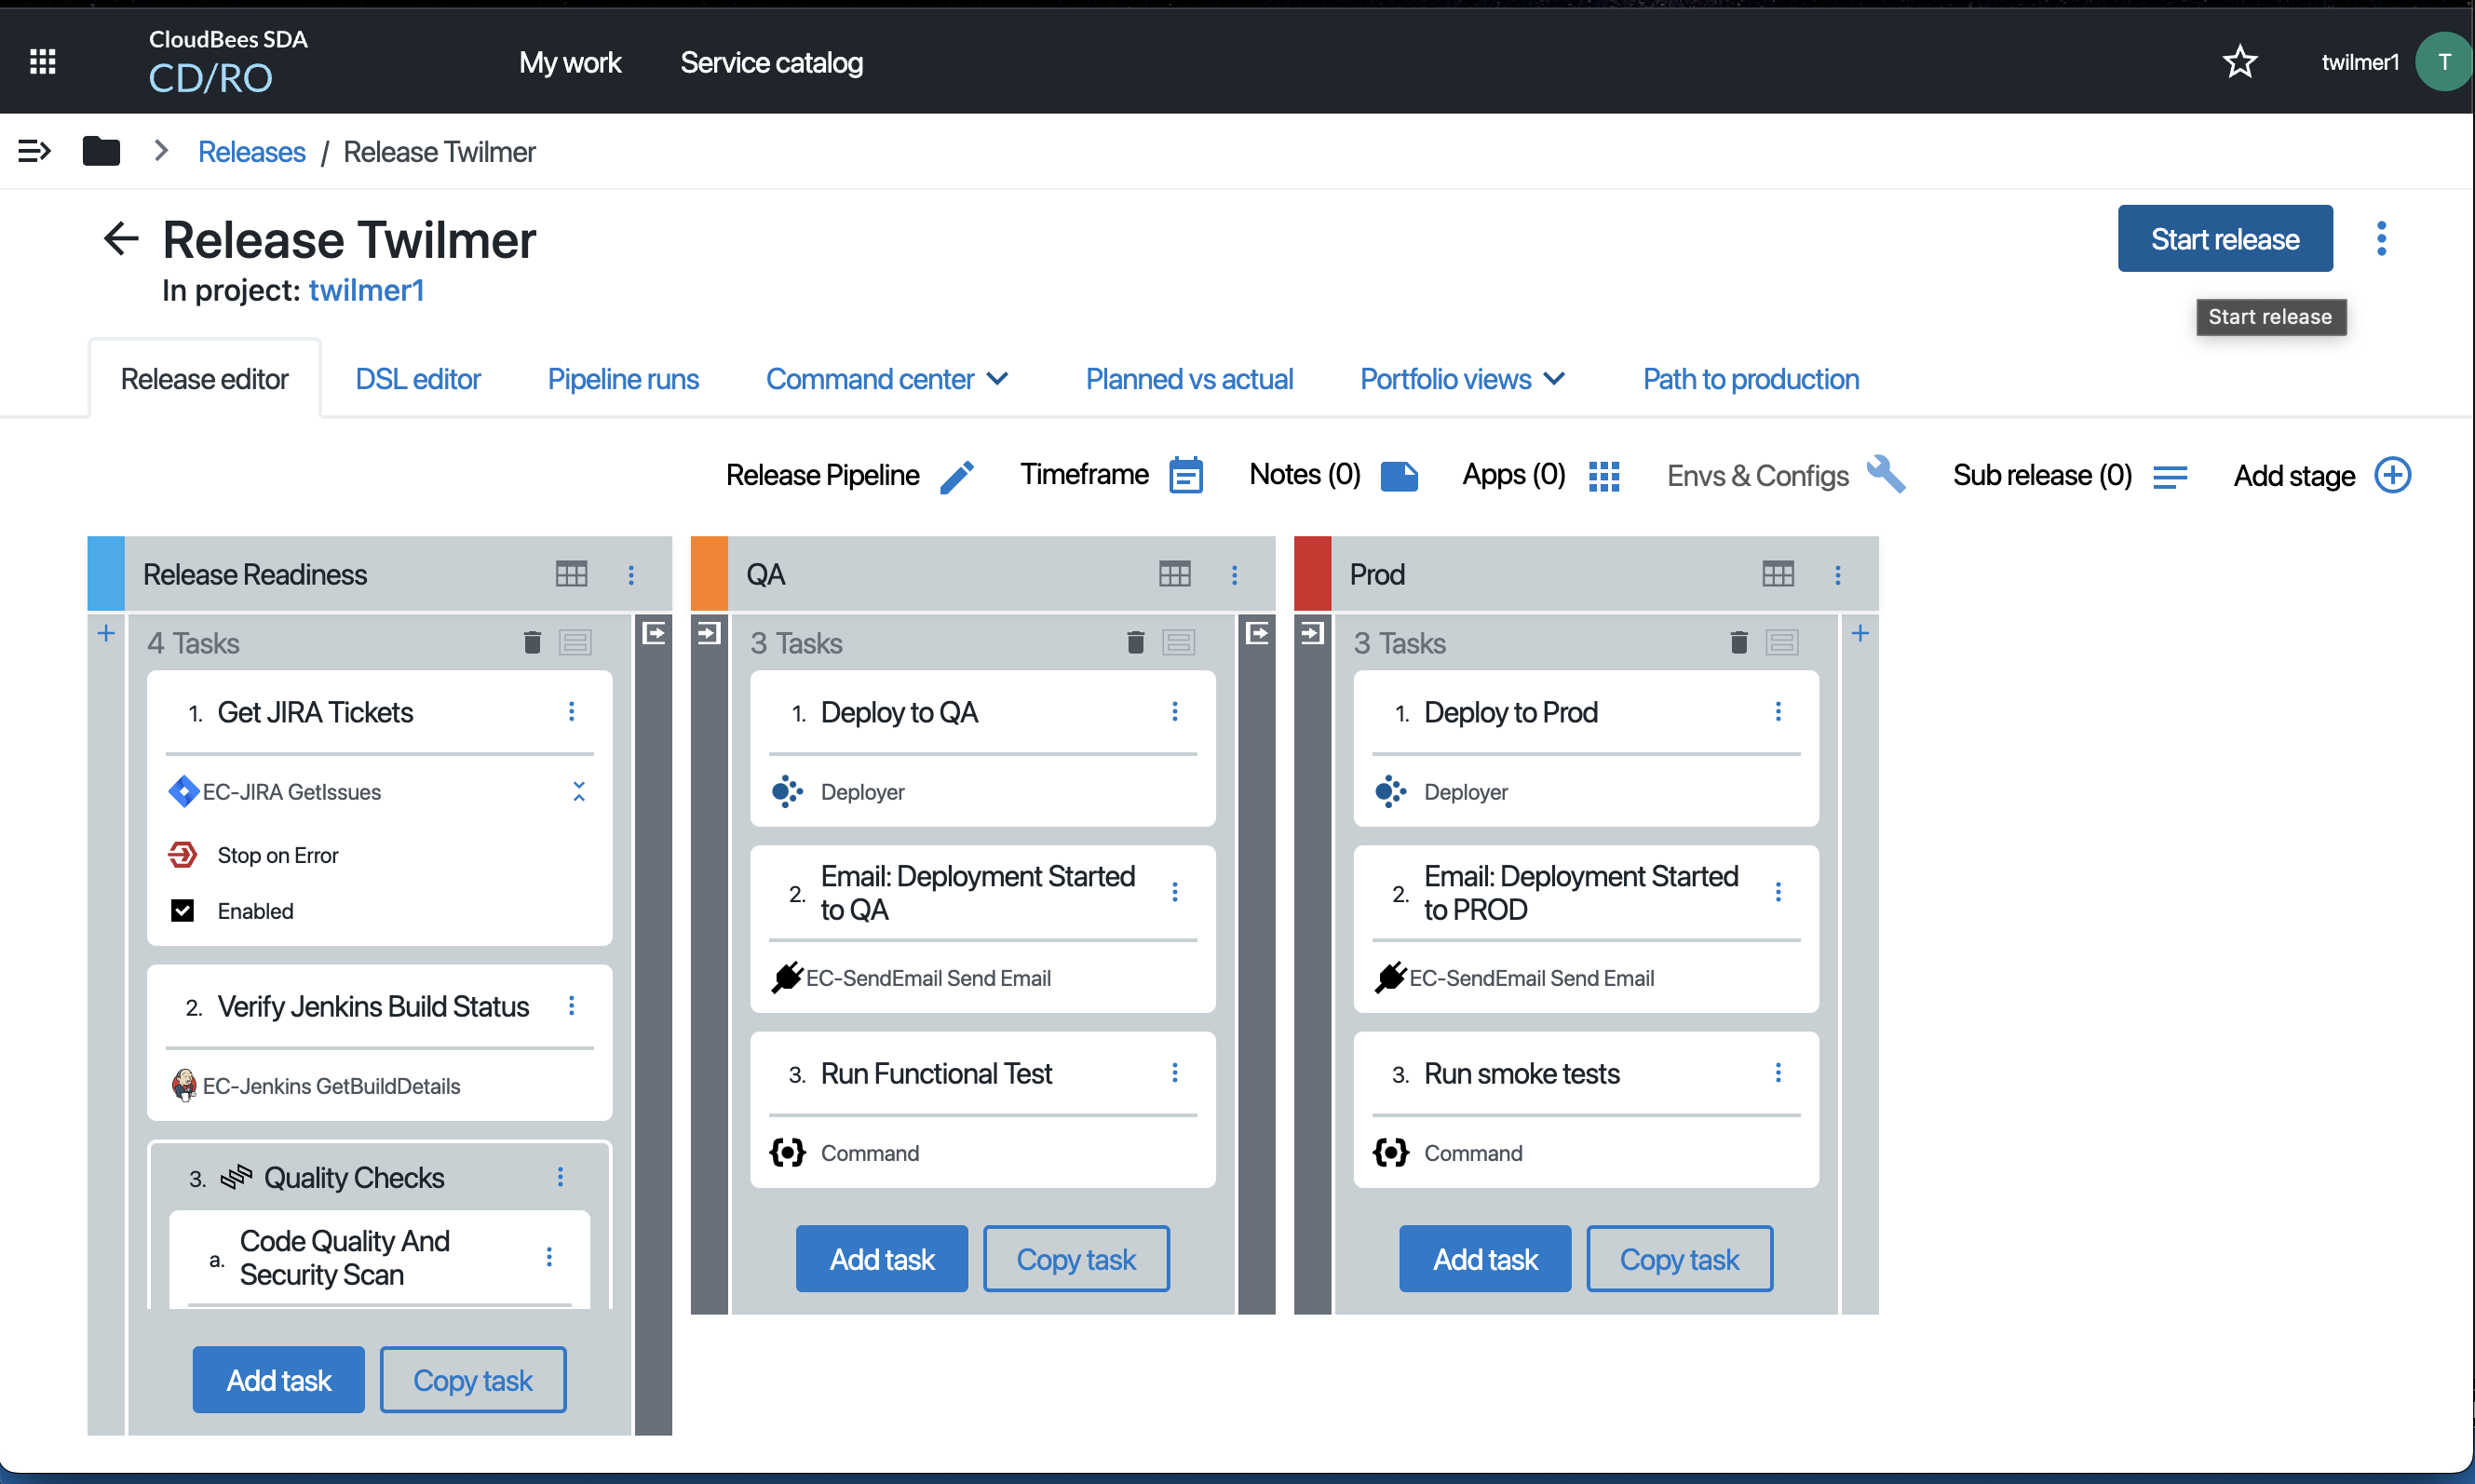 CloudBees SDA
CD/RO
My work
Service catalog
twilmer1
T
Releases / Release Twilmer
Release Twilmer
In project: twilmer1
Start release
Start release
Release editor
DSL editor
Pipeline runs
Command center
Planned vs actual
Portfolio views
Path to production
Release Pipeline
Timeframe
Notes (0)
Apps (0)
Envs & Configs
Sub release (0)
Add stage
Release Readiness
4 Tasks
1. Get JIRA Tickets
EC-JIRA GetIssues
Stop on Error
Enabled
2. Verify Jenkins Build Status
EC-Jenkins GetBuildDetails
3. Quality Checks
a. Code Quality And
Security Scan
Add task
Copy task
QA
3 Tasks
1. Deploy to QA
Deployer
2. Email: Deployment Started
to QA
EC-SendEmail Send Email
3. Run Functional Test
Command
Add task
Copy task
Prod
3 Tasks
1. Deploy to Prod
Deployer
2. Email: Deployment Started
to PROD
EC-SendEmail Send Email
3. Run smoke tests
Command
Add task
Copy task